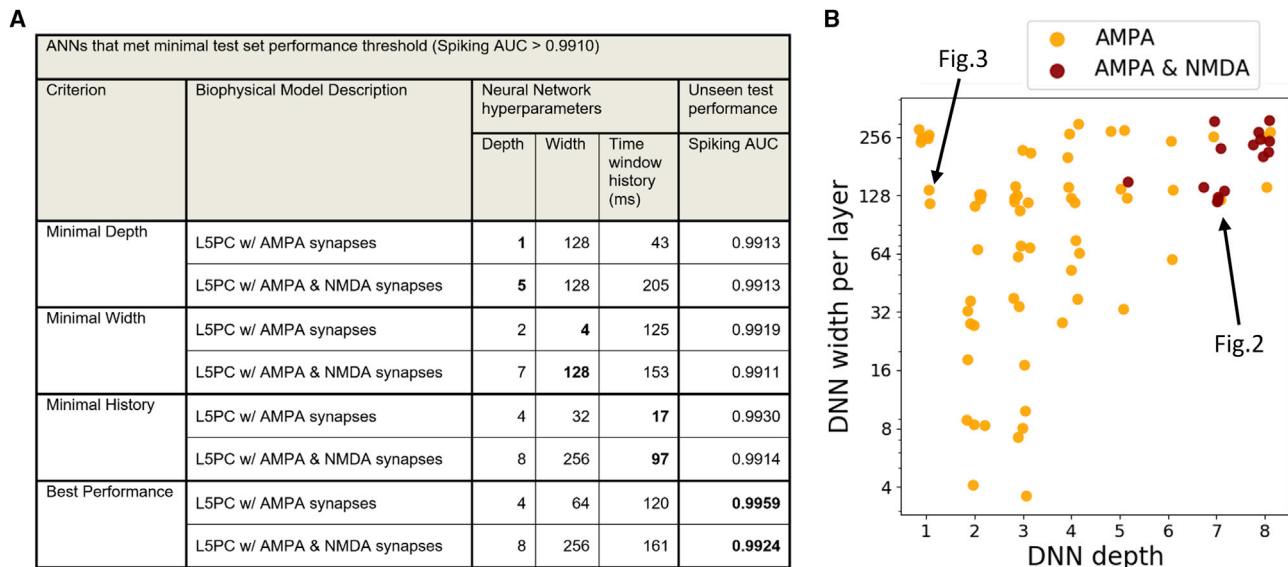 A
ANNs that met minimal test set performance threshold (Spiking AUC > 0.9910)
Criterion
Biophysical Model Description
Neural Network
hyperparameters
Unseen test
performance
Depth
Width
Time
window
history
(ms)
Spiking AUC
Minimal Depth
L5PC w/ AMPA synapses
1
128
43
0.9913
L5PC w/ AMPA & NMDA synapses
5
128
205
0.9913
Minimal Width
L5PC w/ AMPA synapses
2
4
125
0.9919
L5PC w/ AMPA & NMDA synapses
7
128
153
0.9911
Minimal History
L5PC w/ AMPA synapses
4
32
17
0.9930
L5PC w/ AMPA & NMDA synapses
8
256
97
0.9914
Best Performance
L5PC w/ AMPA synapses
4
64
120
0.9959
L5PC w/ AMPA & NMDA synapses
8
256
161
0.9924
B
AMPA
AMPA & NMDA
Fig.3
Fig.2
DNN width per layer
256
128
64
32
16
8
4
1
2
3
4
5
6
7
8
DNN depth